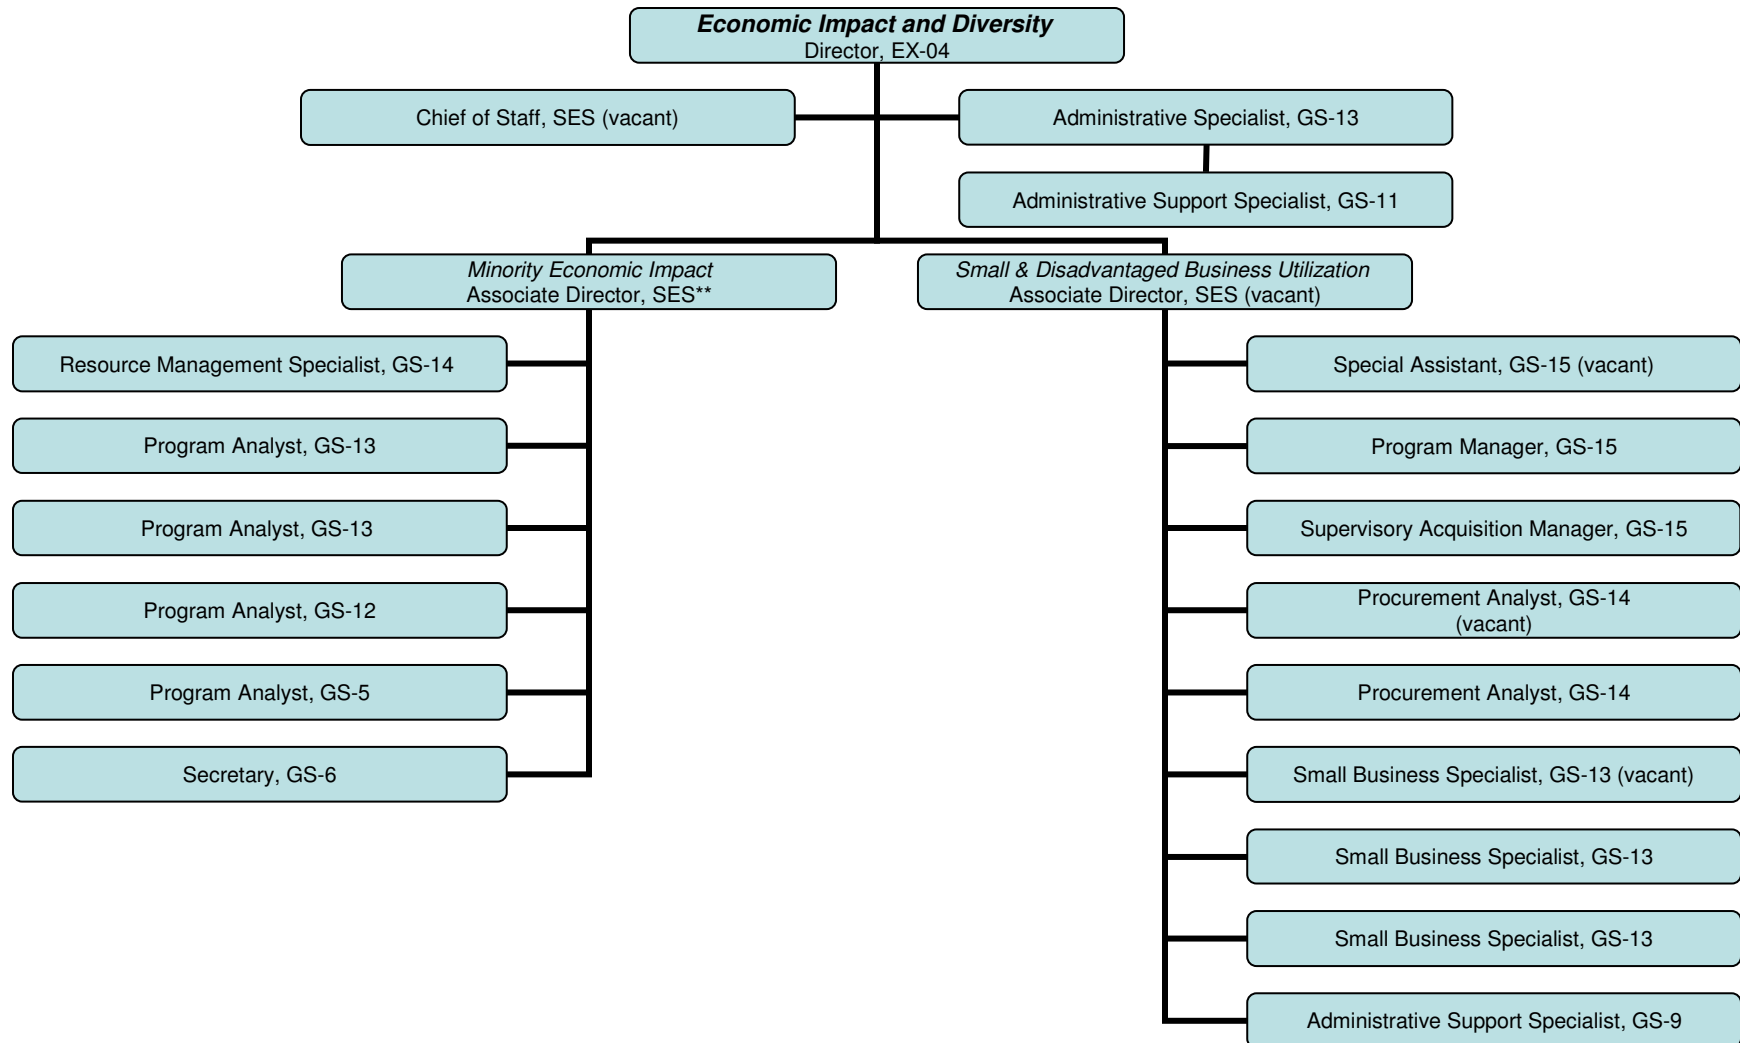 Economic Impact and Diversity
Director, EX-04
Chief of Staff, SES (vacant)
Administrative Specialist, GS-13
Administrative Support Specialist, GS-11
Minority Economic Impact
Associate Director, SES**
Small & Disadvantaged Business Utilization
Associate Director, SES (vacant)
Resource Management Specialist, GS-14
Program Analyst, GS-13
Program Analyst, GS-13
Program Analyst, GS-12
Program Analyst, GS-5
Secretary, GS-6
Special Assistant, GS-15 (vacant)
Program Manager, GS-15
Supervisory Acquisition Manager, GS-15
Procurement Analyst, GS-14
(vacant)
Procurement Analyst, GS-14
Small Business Specialist, GS-13 (vacant)
Small Business Specialist, GS-13
Small Business Specialist, GS-13
Administrative Support Specialist, GS-9